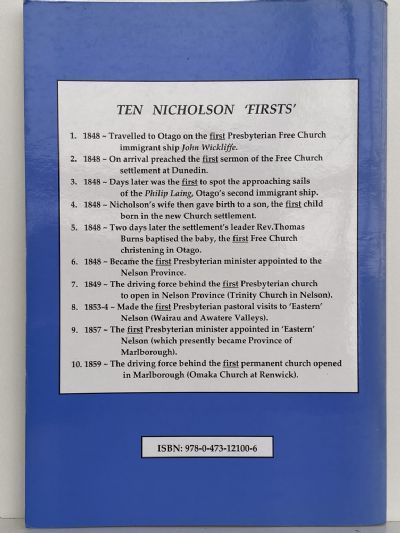 TEN NICHOLSON 'FIRSTS'
1. 1848 ~ Travelled to Otago on the first Presbyterian Free Church
immigrant ship John Wickliffe.
2. 1848 ~ On arrival preached the first sermon of the Free Church
settlement at Dunedin.
3. 1848 ~ Days later was the first to spot the approaching sails
of the Philip Laing, Otago's second immigrant ship.
4. 1848 ~ Nicholson's wife then gave birth to a son, the first child
born in the new Church settlement.
5. 1848 ~ Two days later the settlement's leader Rev.Thomas
Burns baptised the baby, the first Free Church
christening in Otago.
6. 1848 ~ Became the first Presbyterian minister appointed to the
Nelson Province.
7. 1849 ~ The driving force behind the first Presbyterian church
to open in Nelson Province (Trinity Church in Nelson).
8. 1853-4 ~ Made the first Presbyterian pastoral visits to 'Eastern'
Nelson (Wairau and Awatere Valleys).
9. 1857 ~ The first Presbyterian minister appointed in 'Eastern'
Nelson (which presently became Province of
Marlborough).
10. 1859 ~ The driving force behind the first permanent church opened
in Marlborough (Omaka Church at Renwick).
ISBN: 978-0-473-12100-6